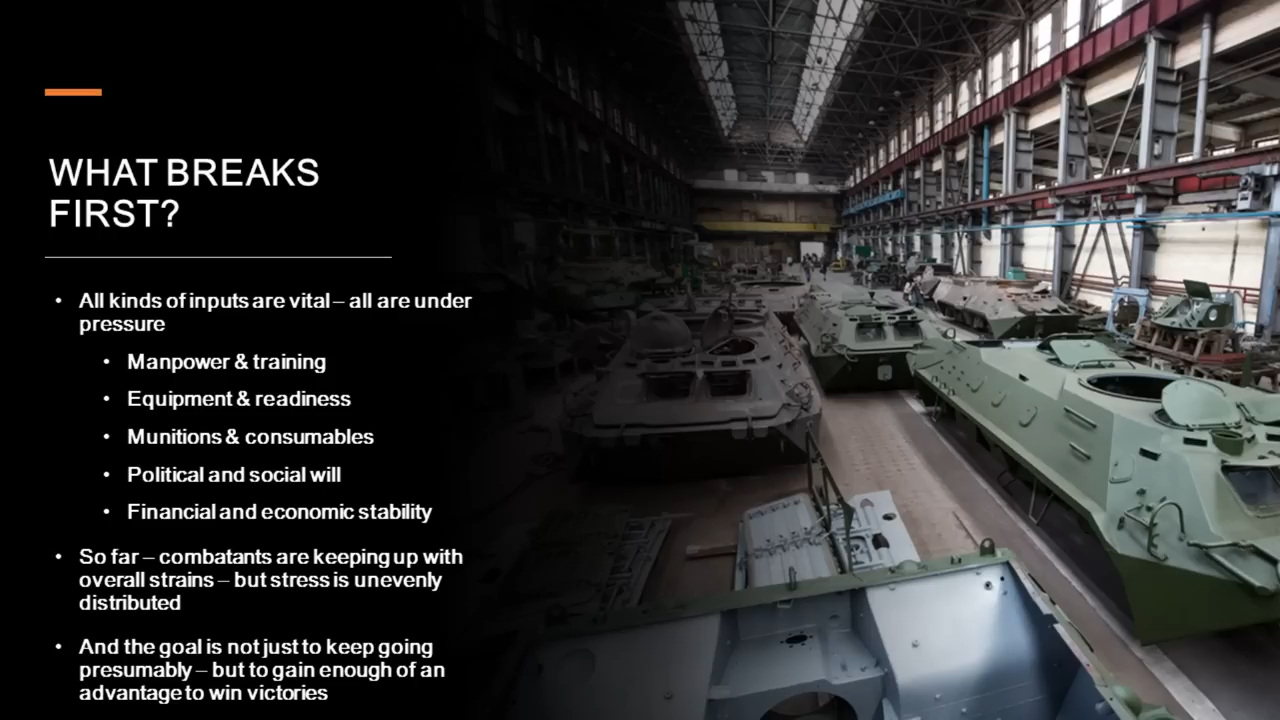 WHAT BREAKS
FIRST?
• All kinds of inputs are vital – all are under
pressure
• Manpower & training
• Equipment & readiness
• Munitions & consumables
• Political and social will
• Financial and economic stability
• So far – combatants are keeping up with
overall strains – but stress is unevenly
distributed
• And the goal is not just to keep going
presumably – but to gain enough of an
advantage to win victories